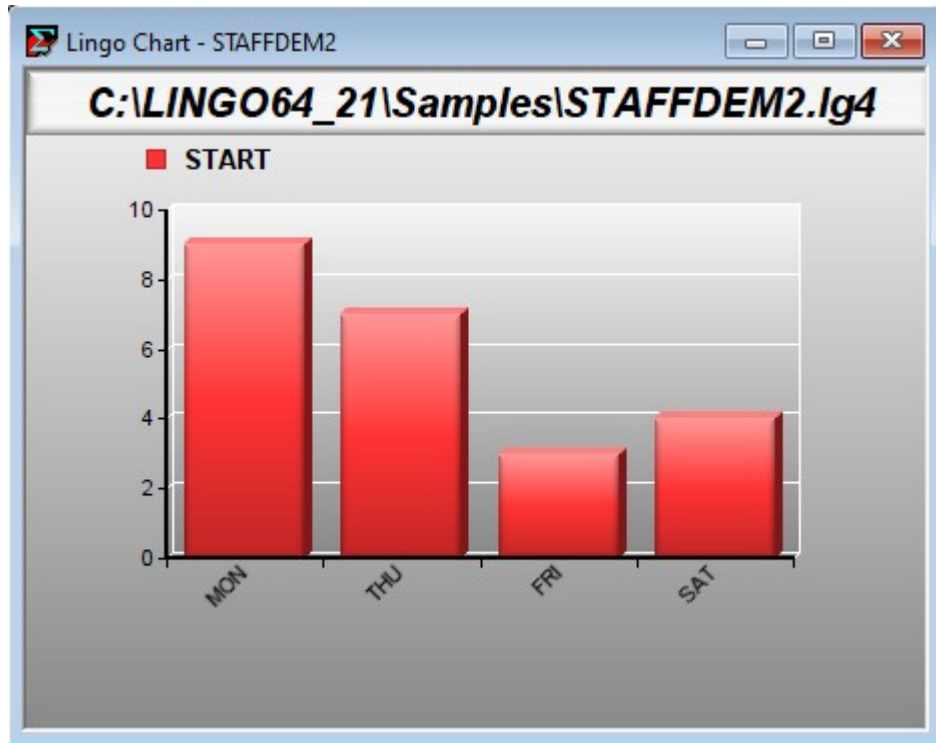 Lingo Chart - STAFFDEM2
C:\LINGO64_21\Samples\STAFFDEM2.lg4
START
10
8
6
4
2
0
MON THU FRI SAT